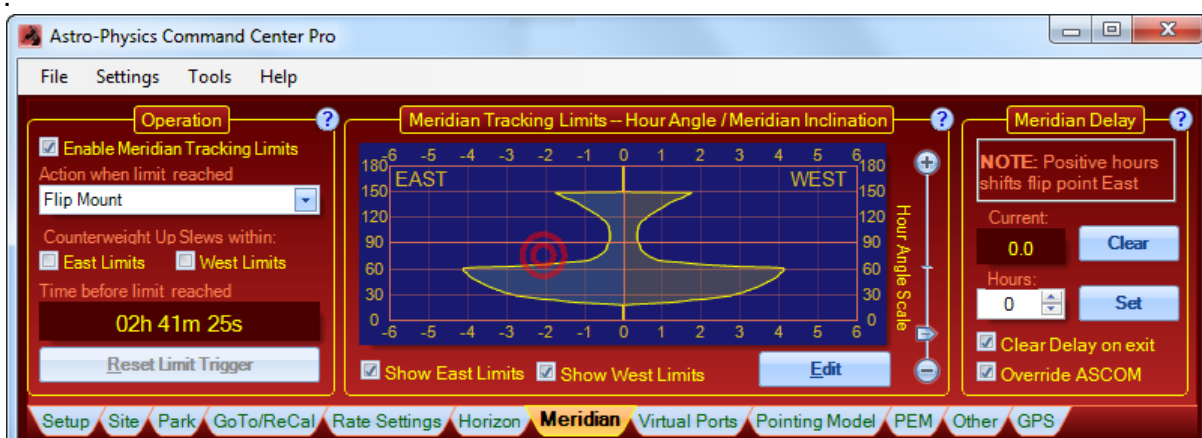 .
Astro-Physics Command Center Pro
File Settings Tools Help
Operation ?
Enable Meridian Tracking Limits
Action when limit reached
Flip Mount
Counterweight Up Slews within:
East Limits West Limits
Time before limit reached
02h 41m 25s
Reset Limit Trigger
Meridian Tracking Limits -- Hour Angle / Meridian Inclination ?
-6 -5 -4 -3 -2 -1 0 1 2 3 4 5 6
180 180
EAST WEST
150 150
120 120
90 90
60 60
30 30
0 0
-6 -5 -4 -3 -2 -1 0 1 2 3 4 5 6
Hour Angle Scale
Show East Limits Show West Limits Edit
Meridian Delay ?
NOTE: Positive hours
shifts flip point East
Current:
0.0 Clear
Hours:
0 Set
Clear Delay on exit
Override ASCOM
Setup Site Park GoTo/ReCal Rate Settings Horizon Meridian Virtual Ports Pointing Model PEM Other GPS